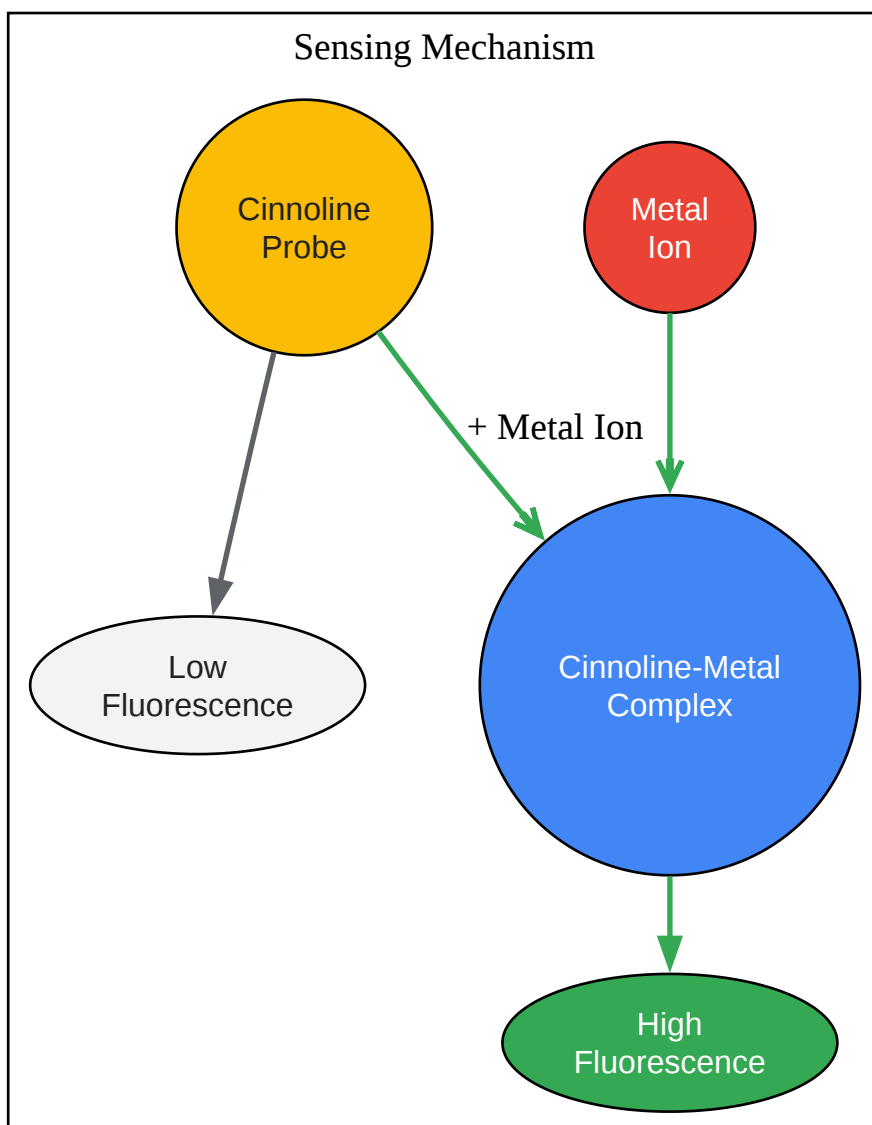 Sensing Mechanism
Cinnoline
Probe
Metal
Ion
+ Metal Ion
Low
Fluorescence
Cinnoline-Metal
Complex
High
Fluorescence